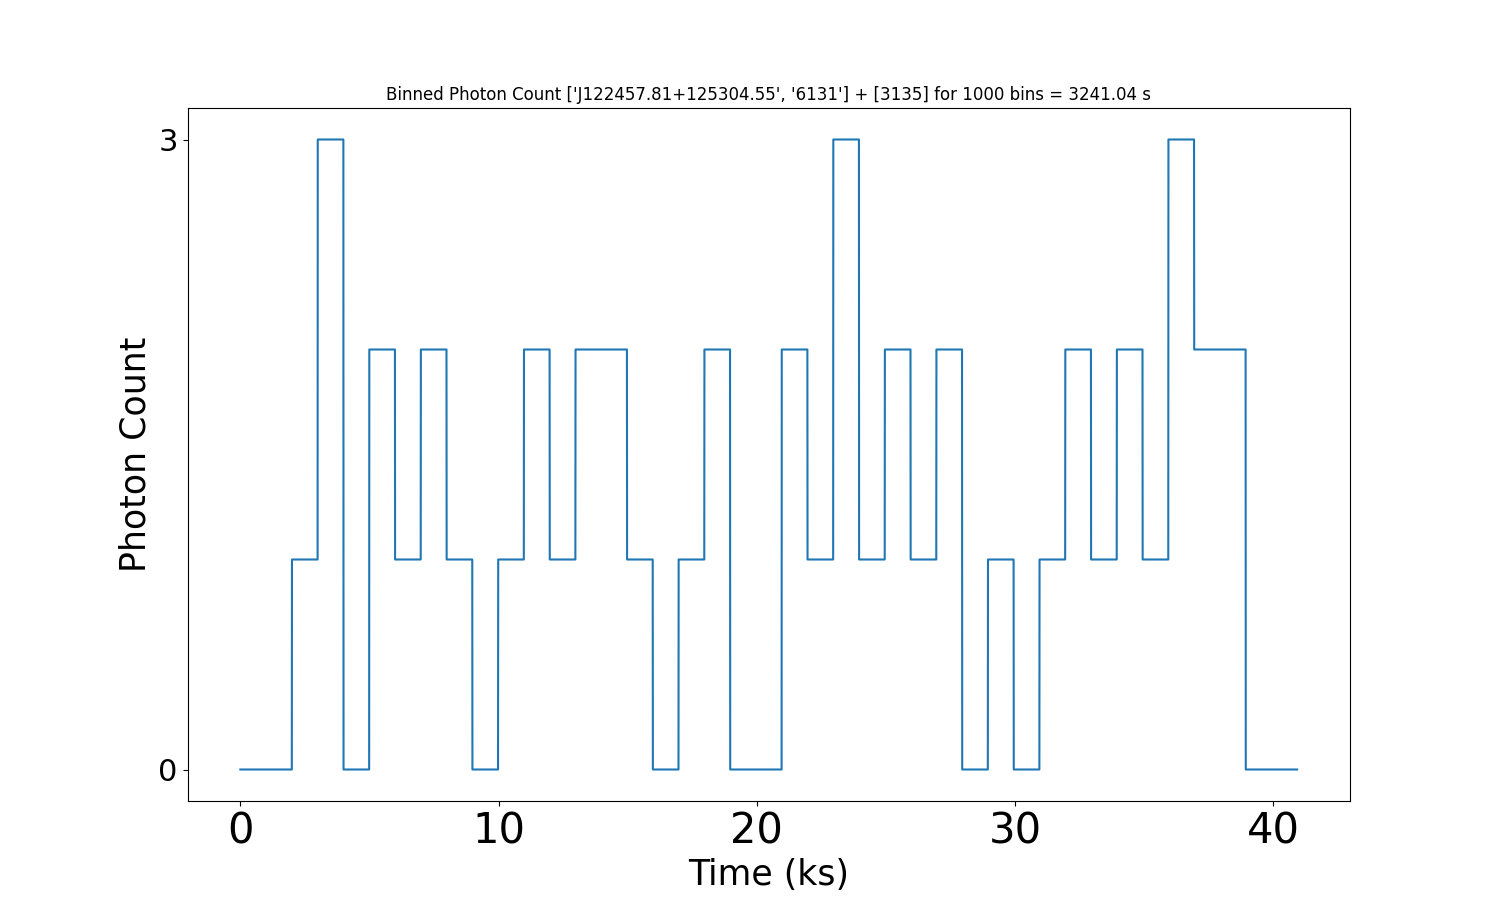 Binned Photon Count ['J122457.81+125304.55', '6131'] + [3135] for 1000 bins = 3241.04 s
3
Photon Count
0
0 10 20 30 40
Time (ks)